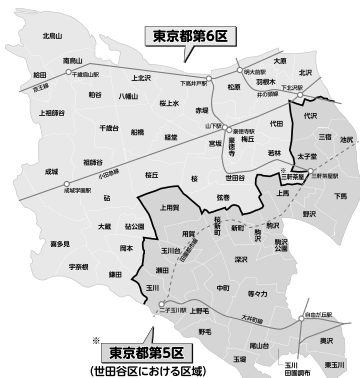 東京都第6区
北烏山
南烏山
給田
千歳烏山駅
京王線
上北沢
下高井戸駅
明大前駅
大原
羽根木
北沢
下北沢駅
井の頭線
松原
粕谷
八幡山
上祖師谷
桜上水
赤堤
代沢
千歳台
船橋
経堂
山下駅
豪徳寺駅
宮坂
豪徳寺
梅丘
代田
三宿
池尻
祖師谷
若林
太子堂
成城
小田急線
成城学園駅
桜丘
桜
世田谷
※
三軒茶屋
三軒茶屋駅
砧
弦巻
上馬
下馬
大蔵
砧公園
上用賀
野沢
喜多見
岡本
用賀
桜新町
新町
駒沢
駒沢
駒沢公園
玉川台
田園都市線
宇奈根
鎌田
瀬田
深沢
玉川
中町
等々力
二子玉川駅
上野毛
大井町線
自由が丘駅
野毛
尾山台
奥沢
玉堤
玉川田園調布
東玉川
※
東京都第5区
(世田谷区における区域)